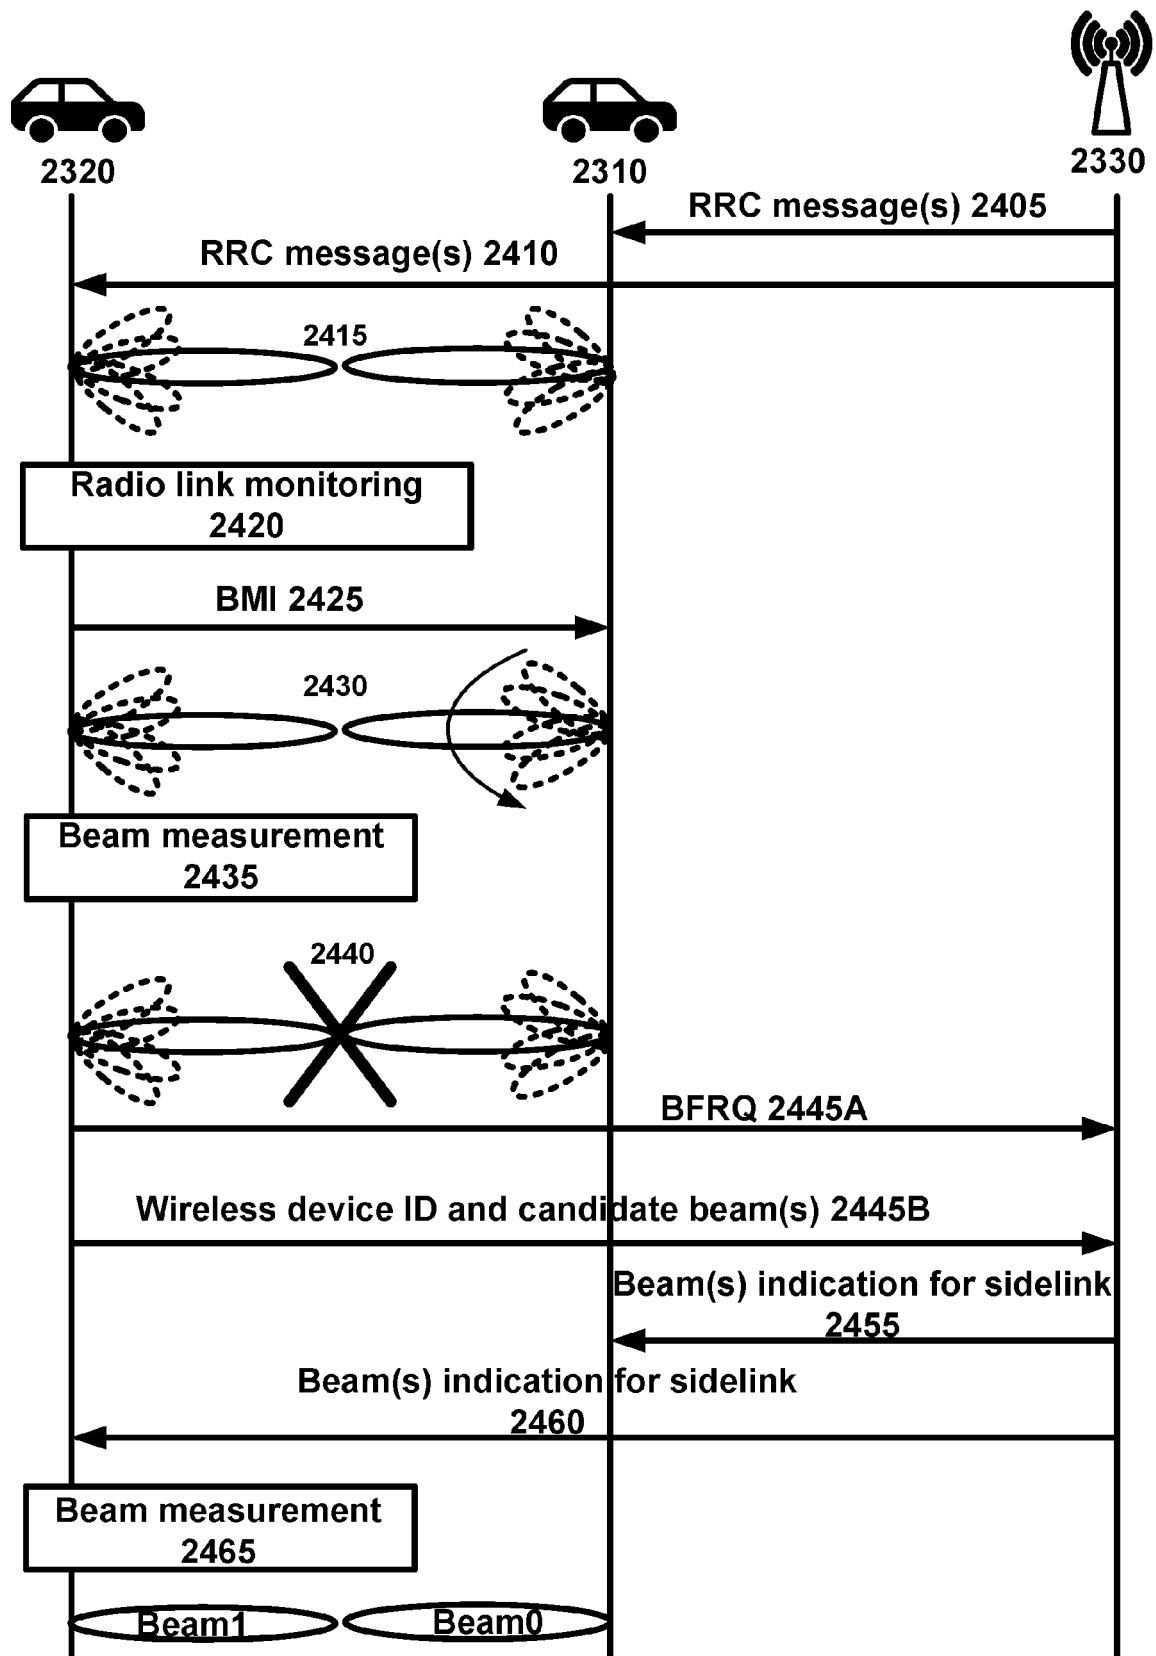 2320
2310
2330
RRC message(s) 2405
RRC message(s) 2410
2415
Radio link monitoring
2420
BMI 2425
2430
Beam measurement
2435
2440
BFRQ 2445A
Wireless device ID and candidate beam(s) 2445B
Beam(s) indication for sidelink
2455
Beam(s) indication for sidelink
2460
Beam measurement
2465
Beam1
Beam0